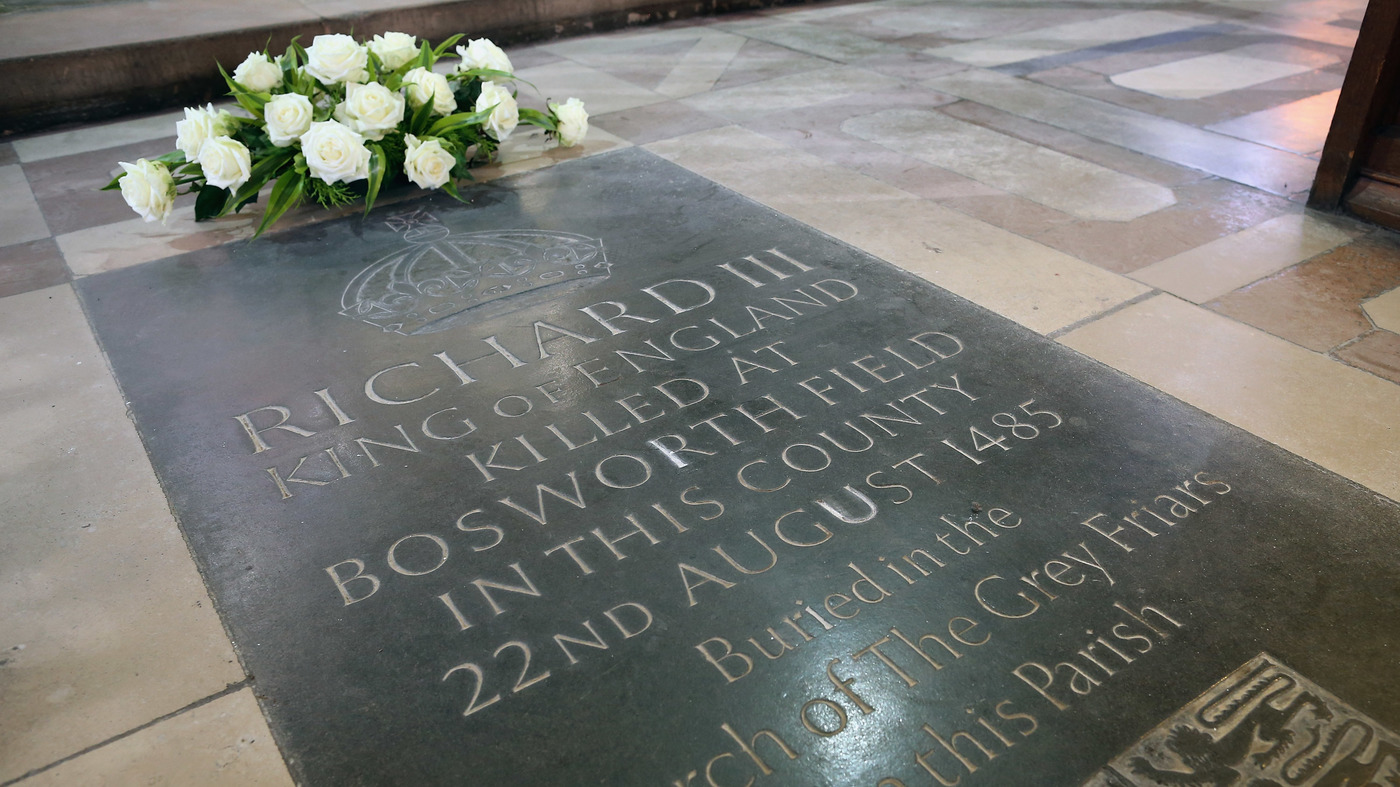 RICHARD III
KING OF ENGLAND
KILLED AT
BOSWORTH FIELD
IN THIS COUNTY
22ND AUGUST 1485
Buried in the
of The Grey Friars
this Parish